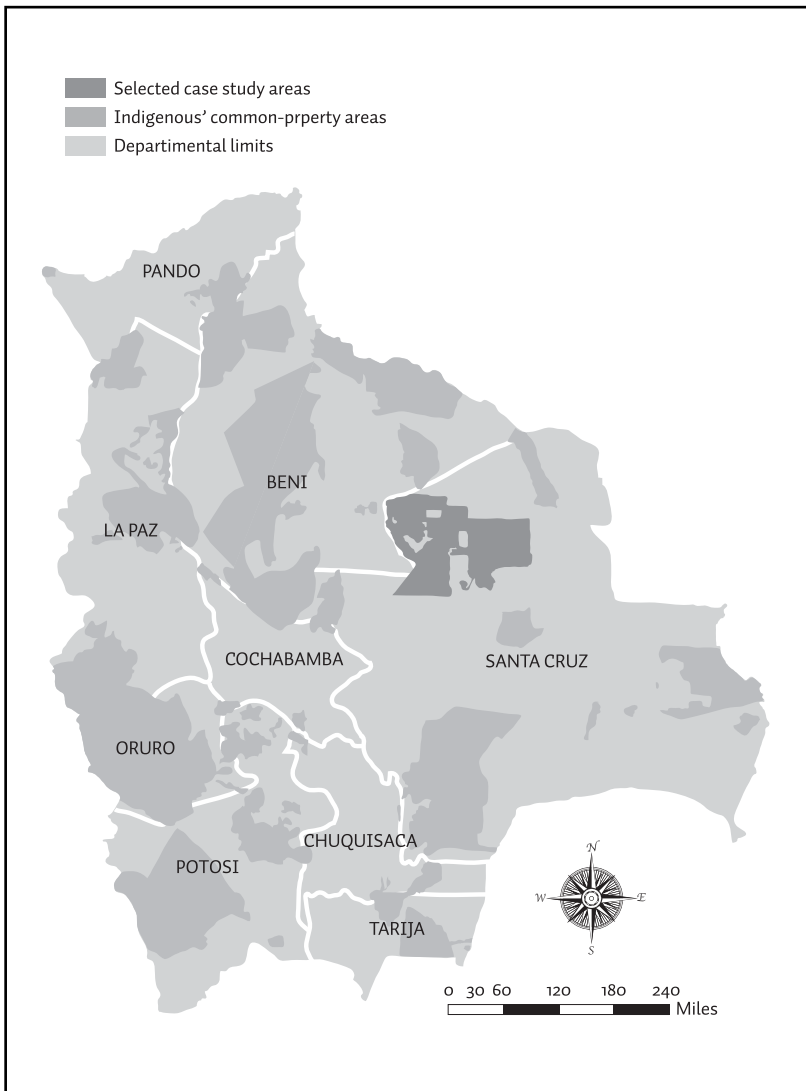 Selected case study areas
Indigenous' common-prperty areas
Departimental limits
PANDO
BENI
LA PAZ
COCHABAMBA
SANTA CRUZ
ORURO
CHUQUISACA
POTOSI
TARIJA
N
W E
S
0 30 60 120 180 240
Miles